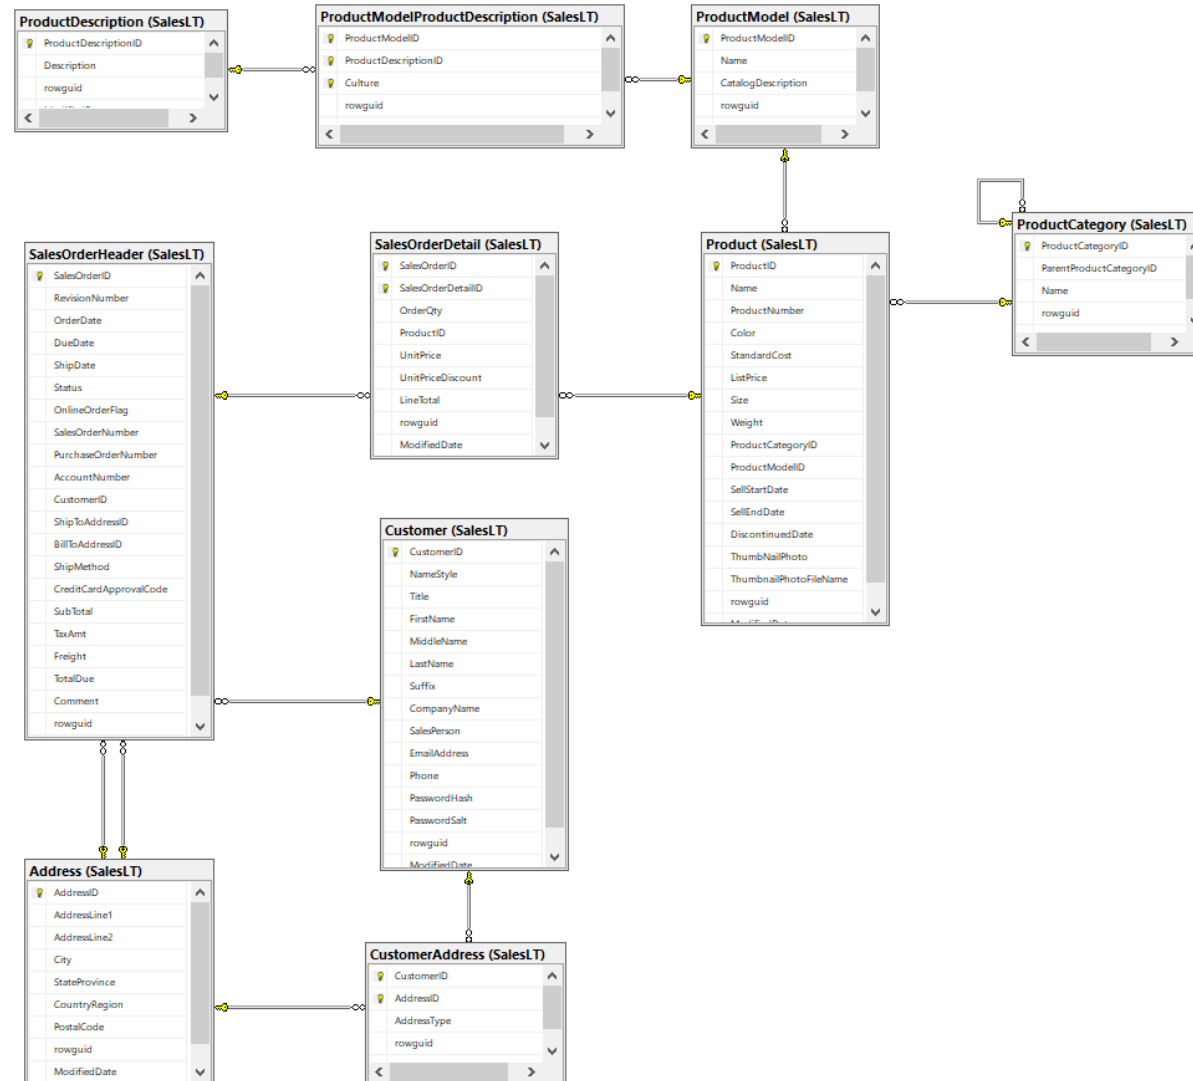 ProductDescription (SalesLT)
ProductDescriptionID
Description
rowguid
ProductModelProductDescription (SalesLT)
ProductModelID
ProductDescriptionID
Culture
rowguid
ProductModel (SalesLT)
ProductModelID
Name
CatalogDescription
rowguid
ProductCategory (SalesLT)
ProductCategoryID
ParentProductCategoryID
Name
rowguid
SalesOrderHeader (SalesLT)
SalesOrderID
RevisionNumber
OrderDate
DueDate
ShipDate
Status
OnlineOrderFlag
SalesOrderNumber
PurchaseOrderNumber
AccountNumber
CustomerID
ShipToAddressID
BillToAddressID
ShipMethod
CreditCardApprovalCode
SubTotal
TaxAmt
Freight
TotalDue
Comment
rowguid
SalesOrderDetail (SalesLT)
SalesOrderID
SalesOrderDetailID
OrderQty
ProductID
UnitPrice
UnitPriceDiscount
LineTotal
rowguid
ModifiedDate
Product (SalesLT)
ProductID
Name
ProductNumber
Color
StandardCost
ListPrice
Size
Weight
ProductCategoryID
ProductModelID
SellStartDate
SellEndDate
DiscontinuedDate
ThumbNailPhoto
ThumbnailPhotoFileName
rowguid
Customer (SalesLT)
CustomerID
NameStyle
Title
FirstName
MiddleName
LastName
Suffix
CompanyName
SalesPerson
EmailAddress
Phone
PasswordHash
PasswordSalt
rowguid
ModifiedDate
Address (SalesLT)
AddressID
AddressLine1
AddressLine2
City
StateProvince
CountryRegion
PostalCode
rowguid
ModifiedDate
CustomerAddress (SalesLT)
CustomerID
AddressID
AddressType
rowguid